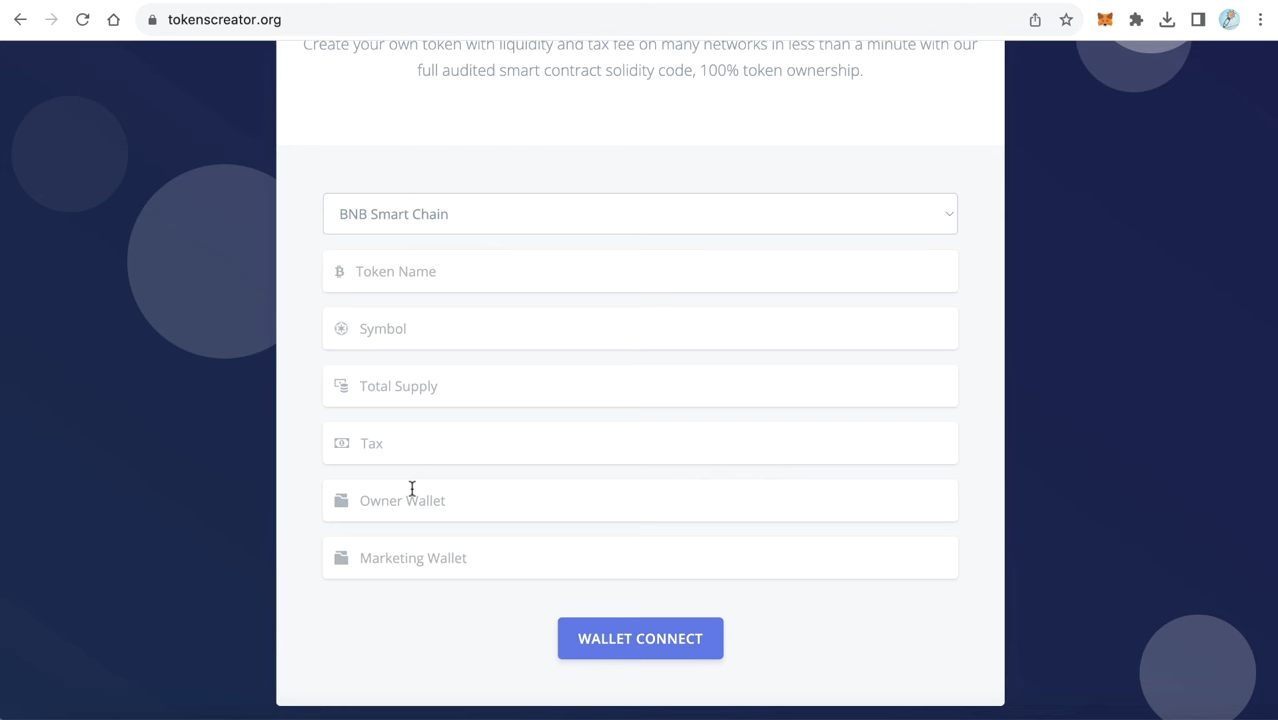 tokenscreator.org
Create your own token with liquidity and tax fee on many networks in less than a minute with our
full audited smart contract solidity code, 100% token ownership.
BNB Smart Chain
Token Name
Symbol
Total Supply
Tax
Owner Wallet
Marketing Wallet
WALLET CONNECT